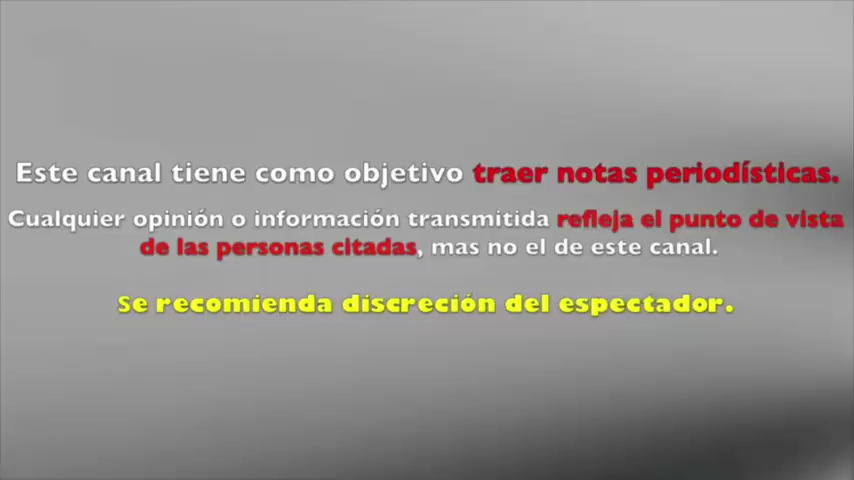 Este canal tiene como objetivo traer notas periodísticas.
Cualquier opinión o información transmitida refleja el punto de vista
de las personas citadas, mas no el de este canal.
Se recomienda discreción del espectador.